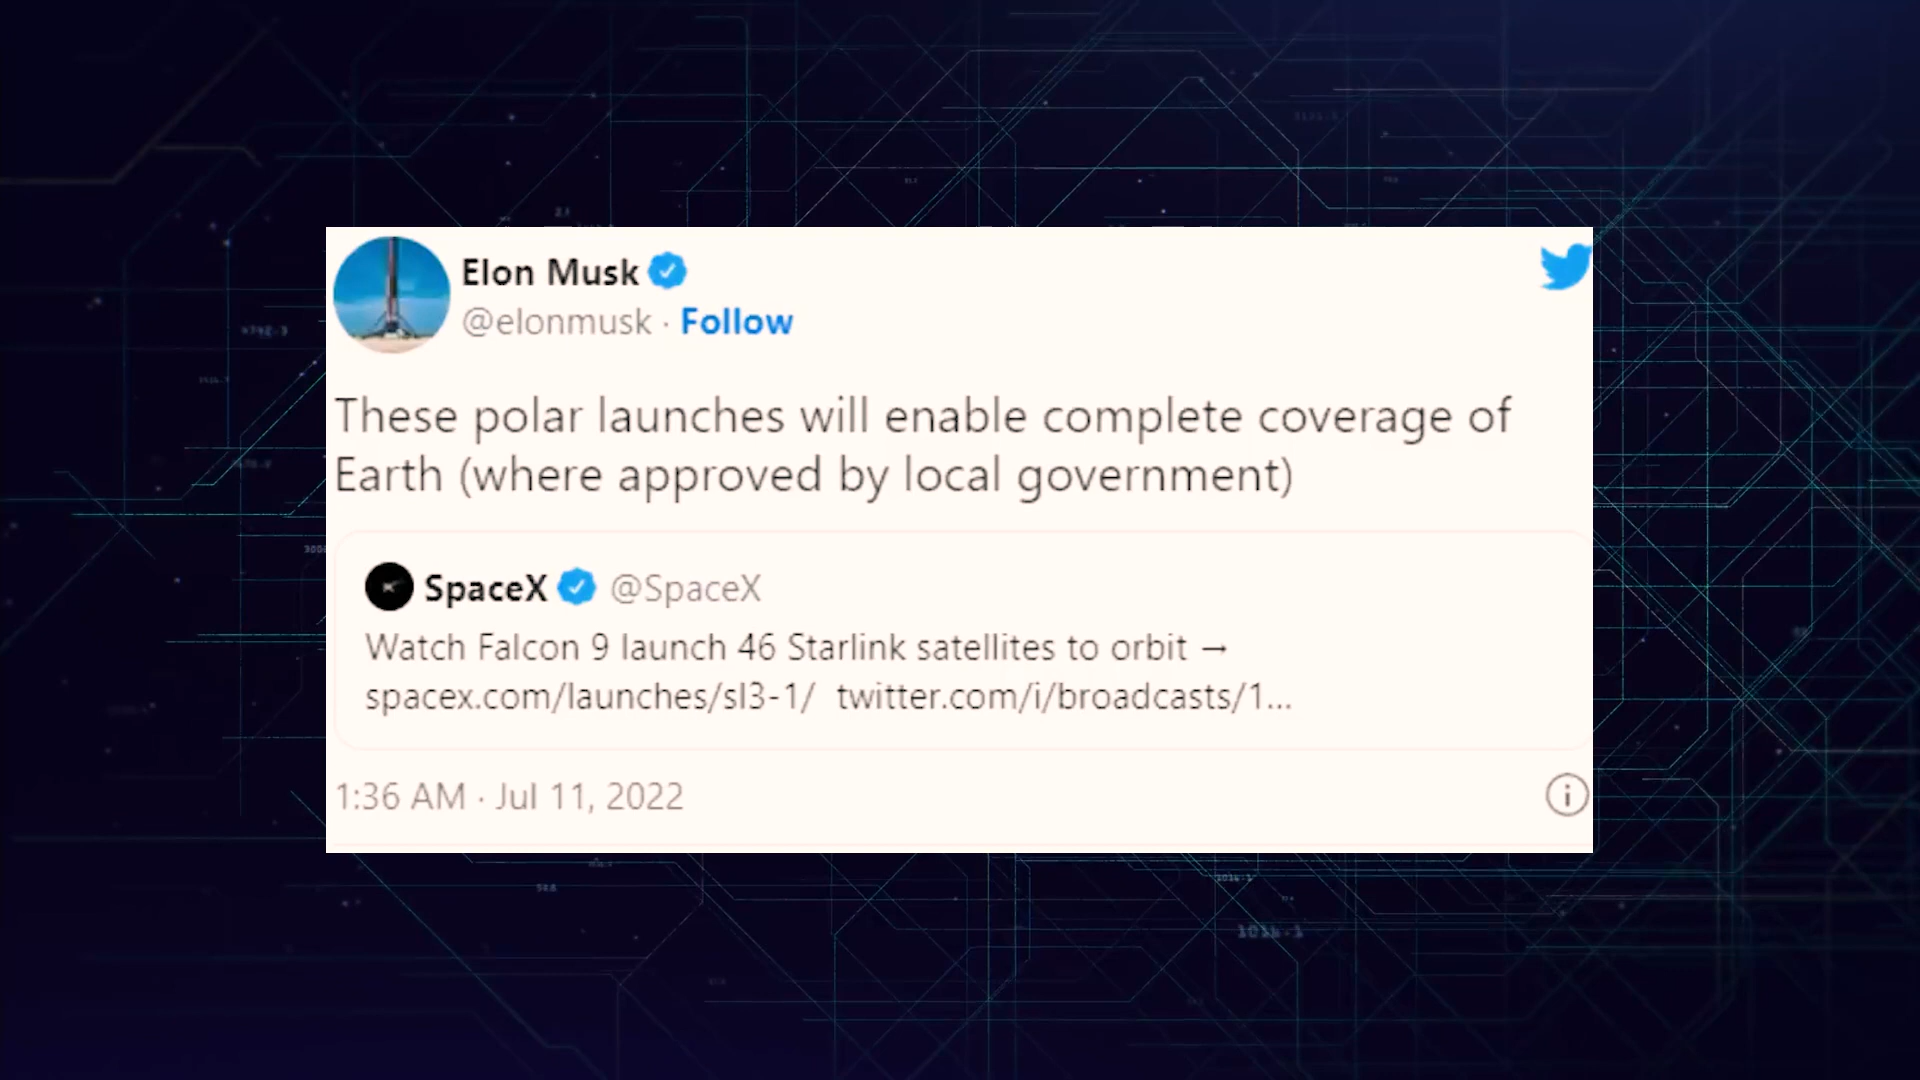 Elon Musk
@elonmusk · Follow
These polar launches will enable complete coverage of
Earth (where approved by local government)
SpaceX @SpaceX
Watch Falcon 9 launch 46 Starlink satellites to orbit →
spacex.com/launches/sl3-1/ twitter.com/i/broadcasts/1...
1:36 AM · Jul 11, 2022